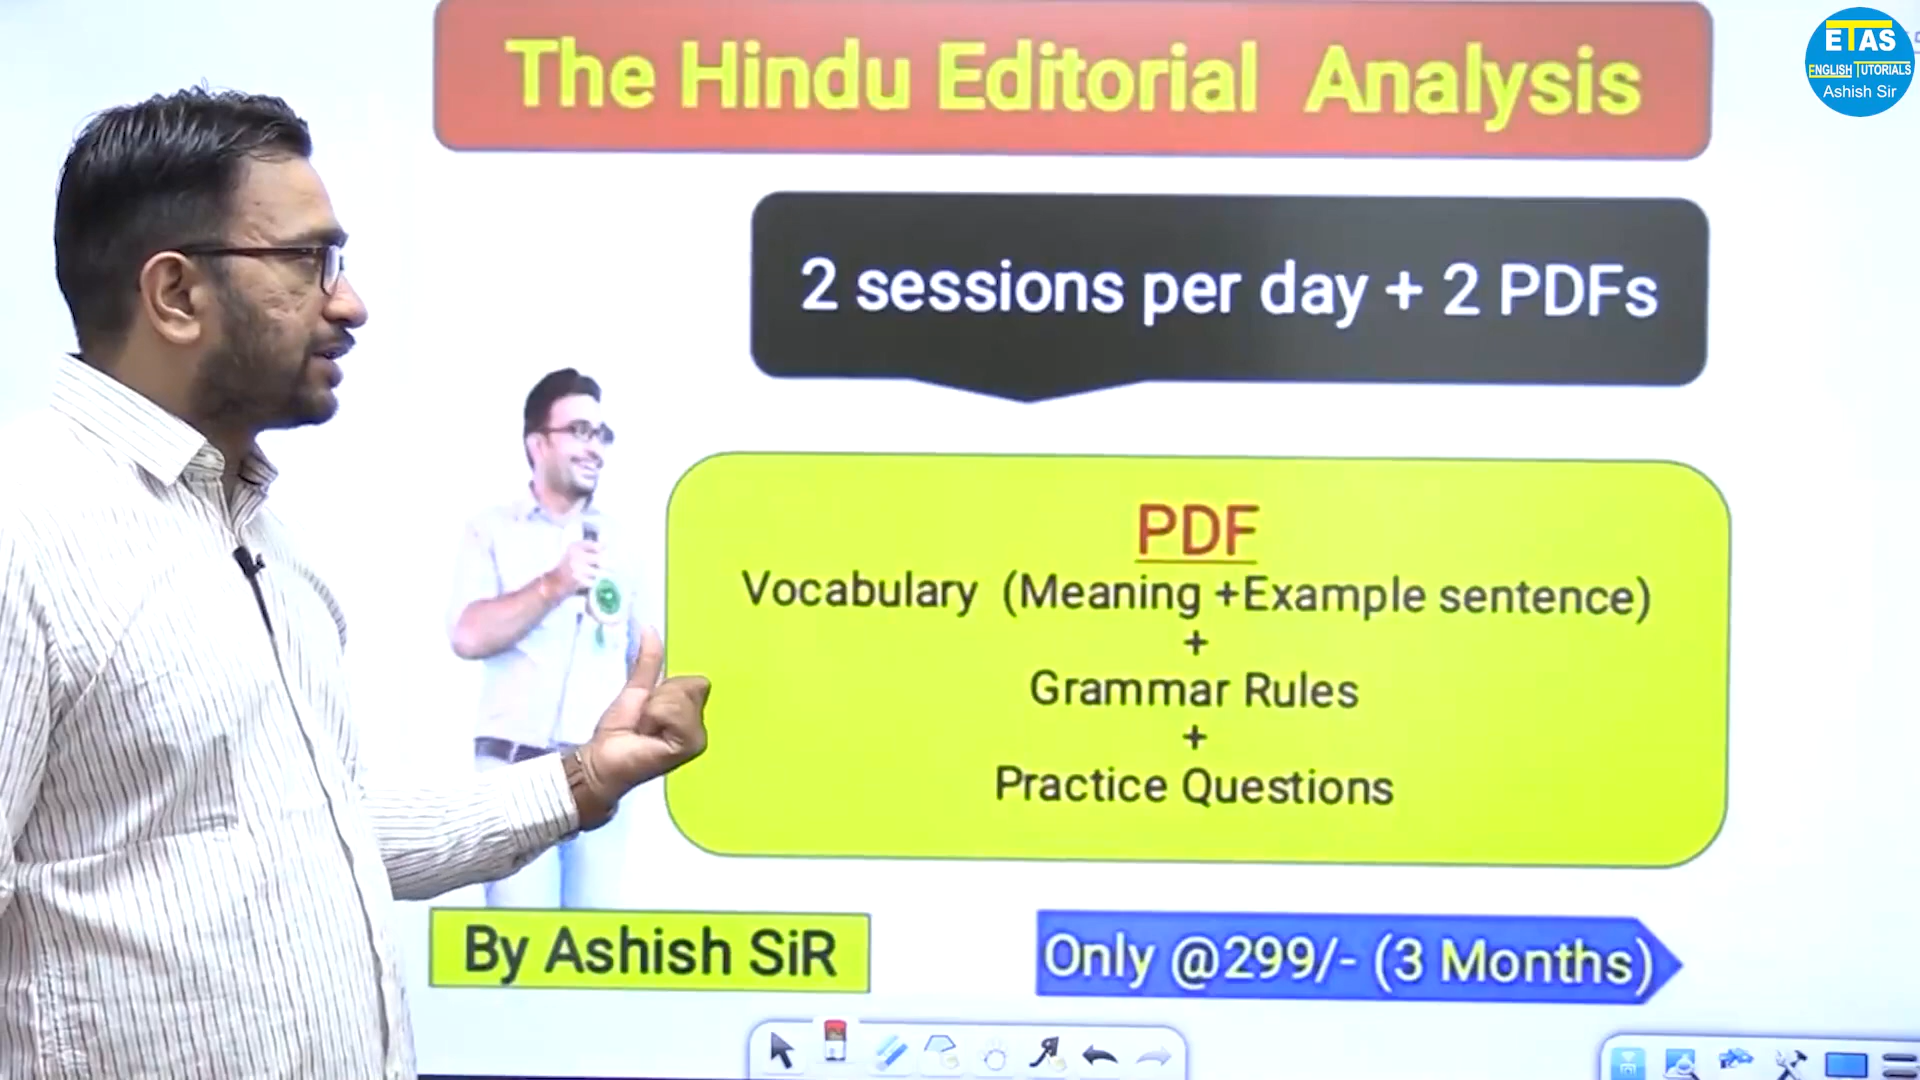 The Hindu Editorial Analysis
ETAS
ENGLISH TUTORIALS
Ashish Sir
2 sessions per day + 2 PDFs
PDF
Vocabulary (Meaning +Example sentence)
+
Grammar Rules
+
Practice Questions
By Ashish SiR
Only @299/- (3 Months)